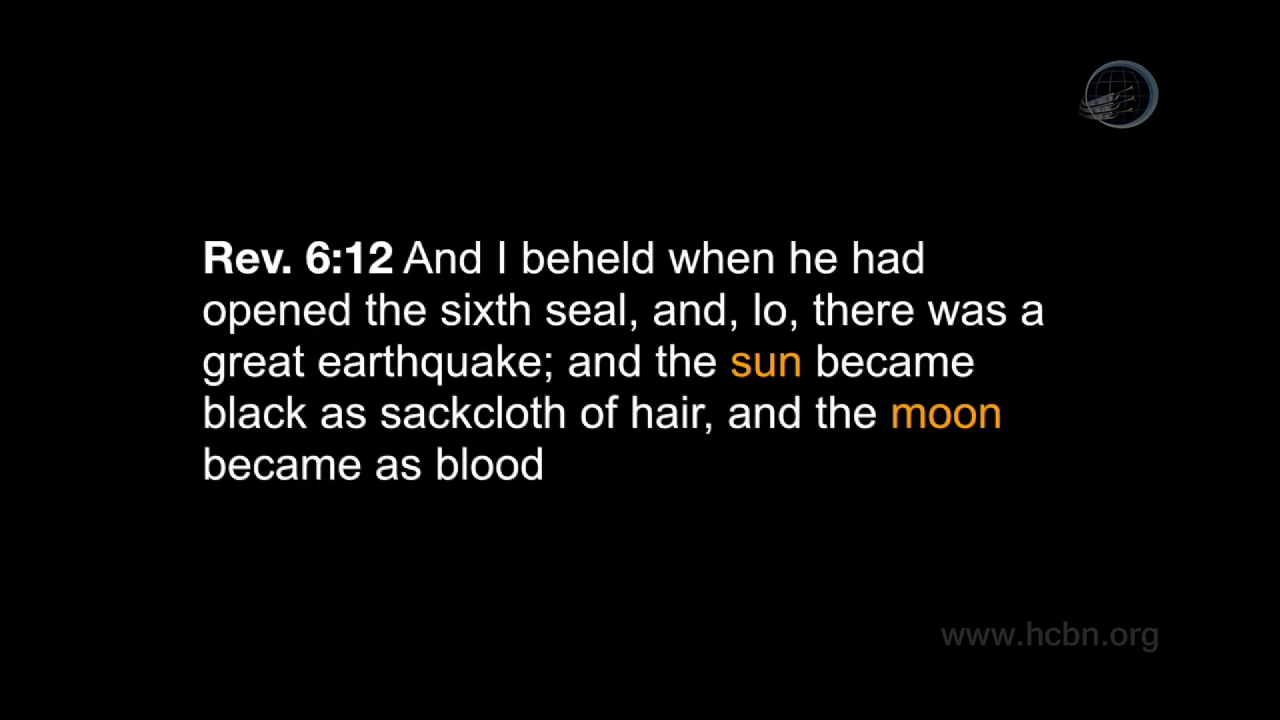 Rev. 6:12 And I beheld when he had
opened the sixth seal, and, lo, there was a
great earthquake; and the sun became
black as sackcloth of hair, and the moon
became as blood
www.hcbn.org